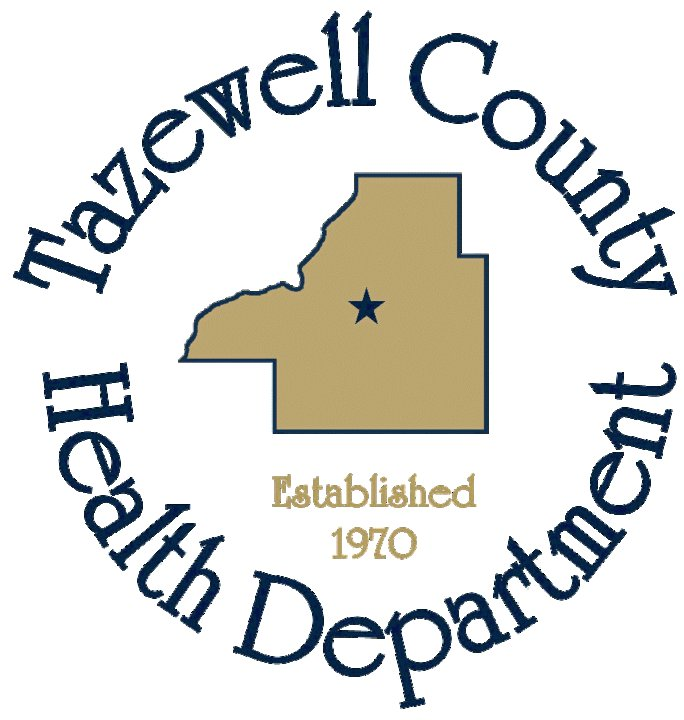 Tazewell County
Established
1970
Health Department